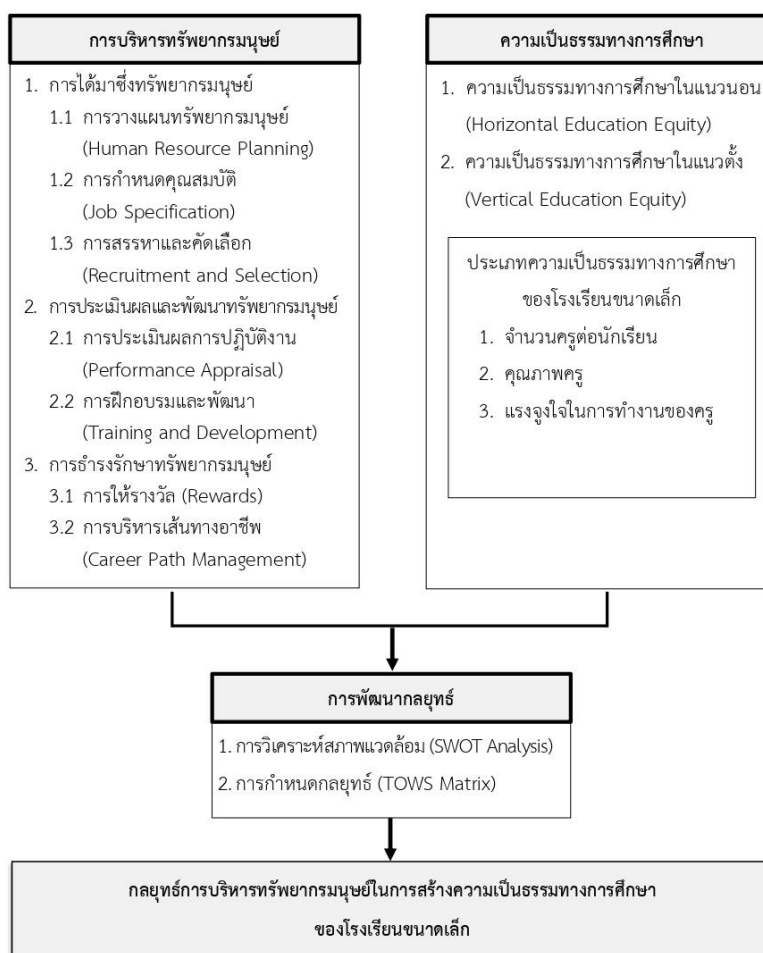 การบริหารทรัพยากรมนุษย์
1. การได้มาซึ่งทรัพยากรมนุษย์
1.1 การวางแผนทรัพยากรมนุษย์
(Human Resource Planning)
1.2 การกำหนดคุณสมบัติ
(Job Specification)
1.3 การสรรหาและคัดเลือก
(Recruitment and Selection)
2. การประเมินผลและพัฒนาทรัพยากรมนุษย์
2.1 การประเมินผลการปฏิบัติงาน
(Performance Appraisal)
2.2 การฝึกอบรมและพัฒนา
(Training and Development)
3. การธำรงรักษาทรัพยากรมนุษย์
3.1 การให้รางวัล (Rewards)
3.2 การบริหารเส้นทางอาชีพ
(Career Path Management)
ความเป็นธรรมทางการศึกษา
1. ความเป็นธรรมทางการศึกษาในแนวนอน
(Horizontal Education Equity)
2. ความเป็นธรรมทางการศึกษาในแนวตั้ง
(Vertical Education Equity)
ประเภทความเป็นธรรมทางการศึกษา
ของโรงเรียนขนาดเล็ก
1. จำนวนครูต่อนักเรียน
2. คุณภาพครู
3. แรงจูงใจในการทำงานของครู
การพัฒนากลยุทธ์
1. การวิเคราะห์สภาพแวดล้อม (SWOT Analysis)
2. การกำหนดกลยุทธ์ (TOWS Matrix)
กลยุทธ์การบริหารทรัพยากรมนุษย์ในการสร้างความเป็นธรรมทางการศึกษา
ของโรงเรียนขนาดเล็ก